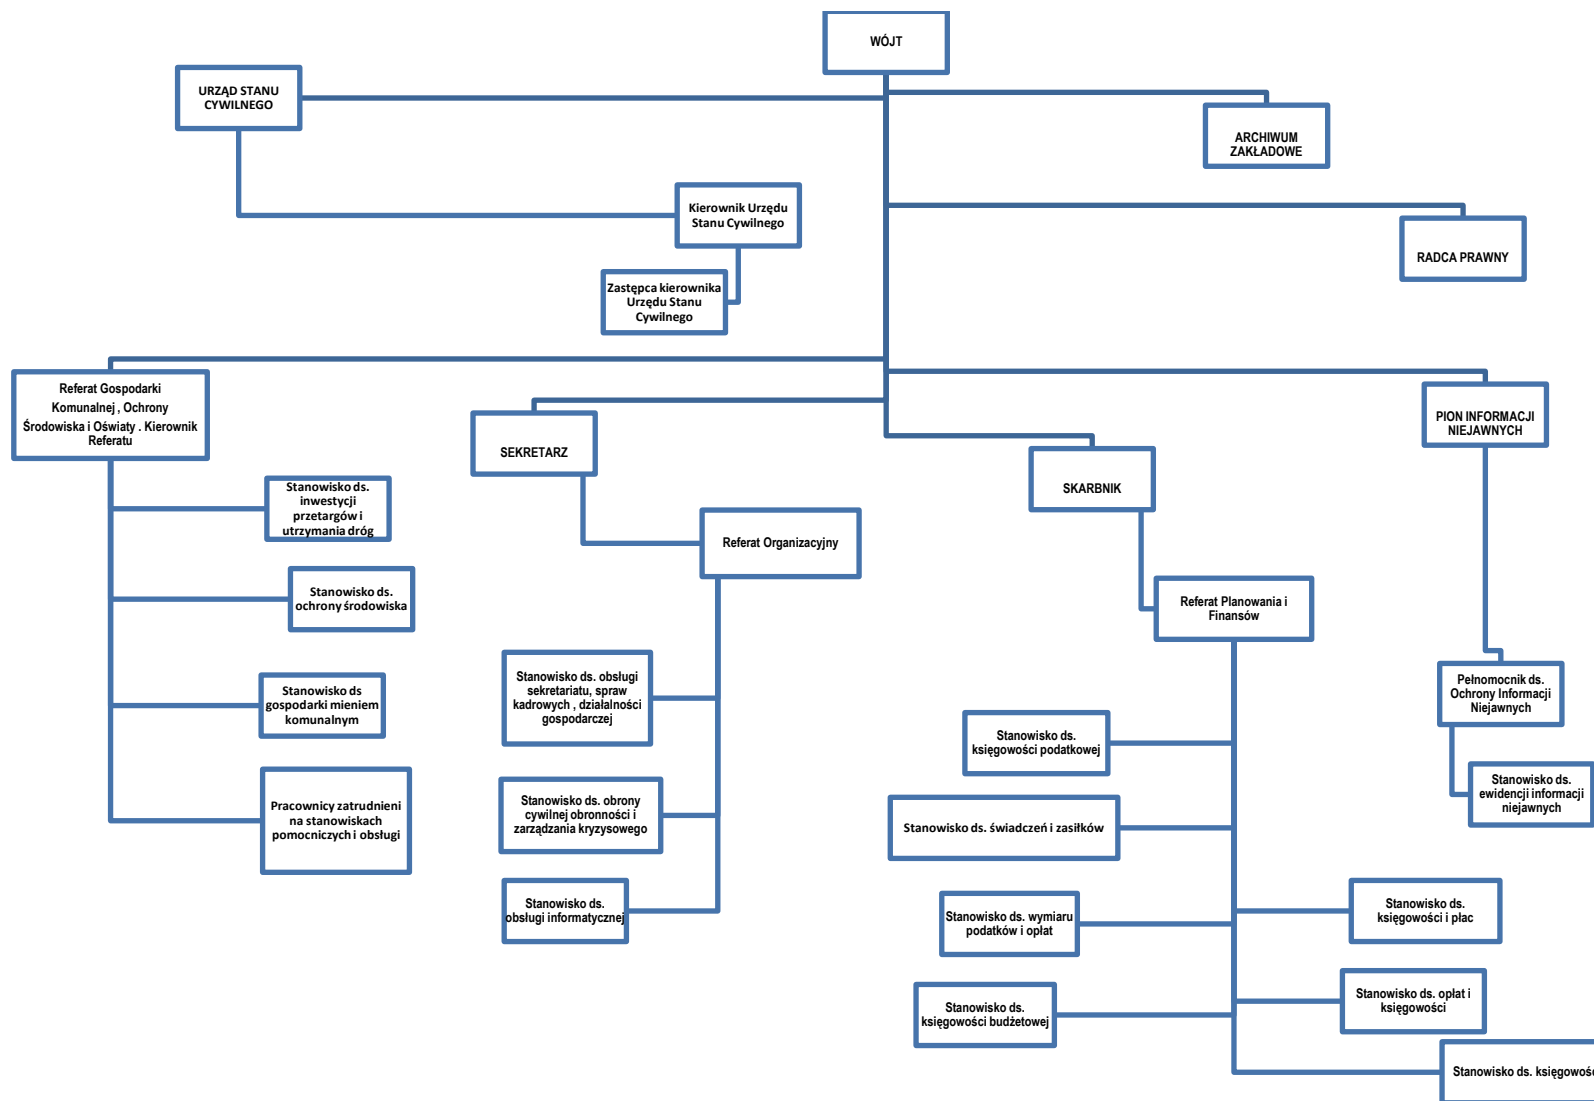 WÓJT
URZĄD STANU
CYWILNEGO
ARCHIWUM
ZAKŁADOWE
Kierownik Urzędu
Stanu Cywilnego
RADCA PRAWNY
Zastępca kierownika
Urzędu Stanu
Cywilnego
Referat Gospodarki
Komunalnej , Ochrony
Środowiska i Oświaty . Kierownik
Referatu
SEKRETARZ
SKARBNIK
PION INFORMACJI
NIEJAWNYCH
Stanowisko ds.
inwestycji
przetargów i
utrzymania dróg
Stanowisko ds.
ochrony środowiska
Stanowisko ds
gospodarki mieniem
komunalnym
Pracownicy zatrudnieni
na stanowiskach
pomocniczych i obsługi
Referat Organizacyjny
Stanowisko ds. obsługi
sekretariatu, spraw
kadrowych , działalności
gospodarczej
Stanowisko ds. obrony
cywilnej obronności i
zarządzania kryzysowego
Stanowisko ds.
obsługi informatycznej
Referat Planowania i
Finansów
Stanowisko ds.
księgowości podatkowej
Stanowisko ds. świadczeń i zasiłków
Stanowisko ds. wymiaru
podatków i opłat
Stanowisko ds.
księgowości budżetowej
Stanowisko ds.
księgowości i płac
Stanowisko ds. opłat i
księgowości
Stanowisko ds. księgowośc
Pełnomocnik ds.
Ochrony Informacji
Niejawnych
Stanowisko ds.
ewidencji informacji
niejawnych